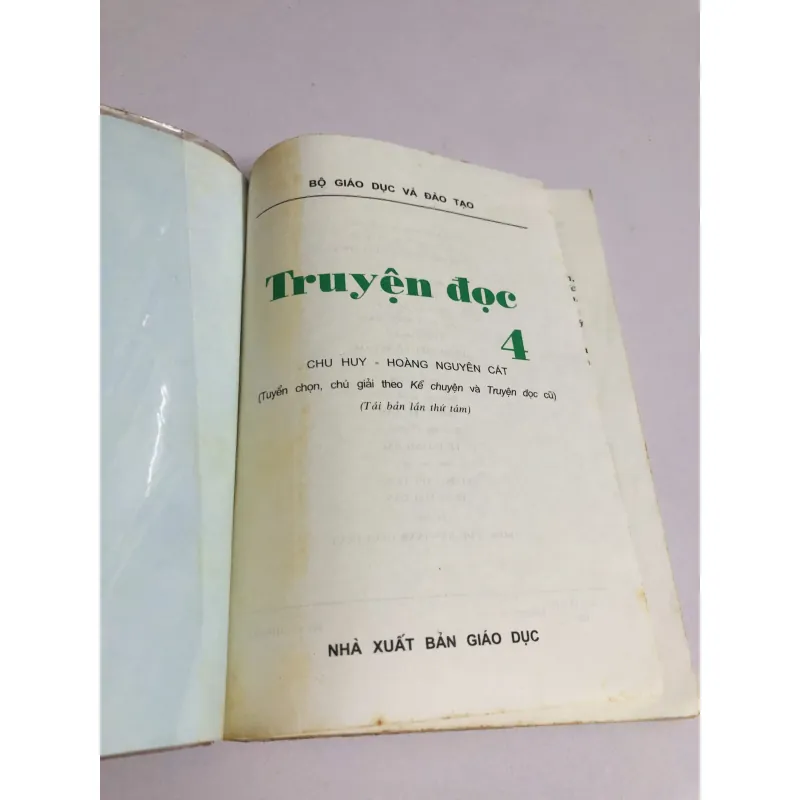 BỘ GIÁO DỤC VÀ ĐÀO TẠO
Truyện đọc
4
CHU HUY - HOÀNG NGUYÊN CÁT
(Tuyển chọn, chú giải theo Kể chuyện và Truyện đọc cũ)
(Tái bản lần thứ tám)
NHÀ XUẤT BẢN GIÁO DỤC